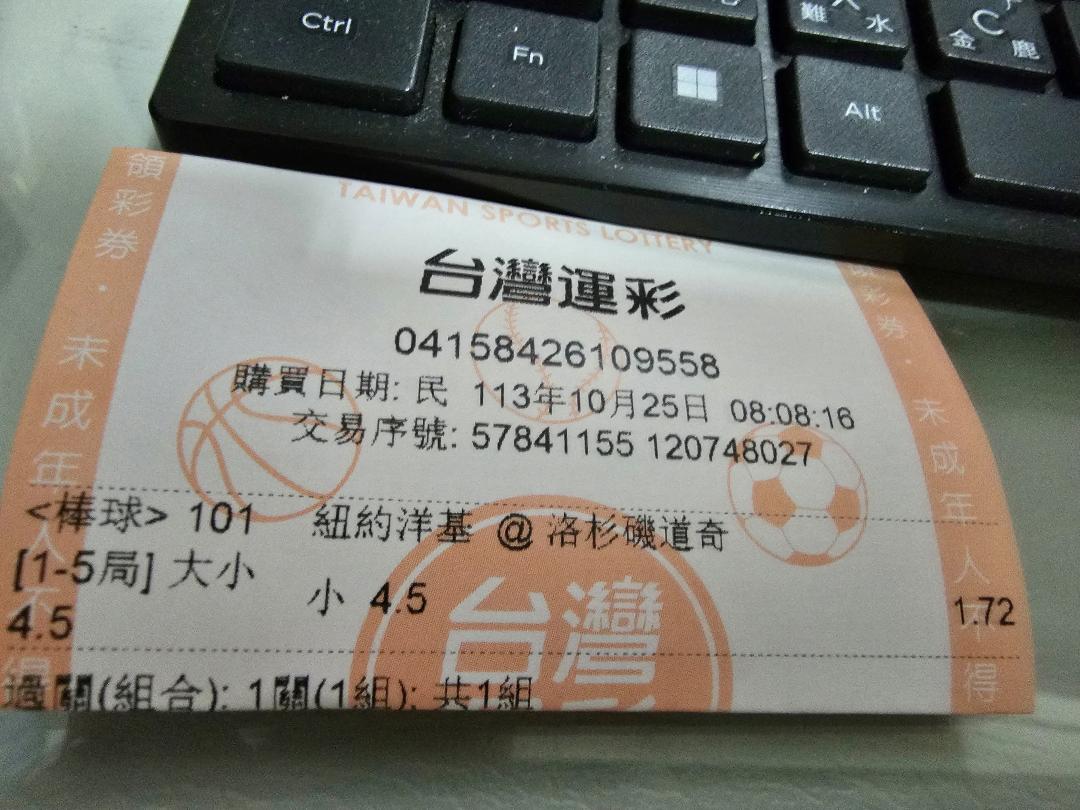 Ctrl
Fn
Alt
難 水
C
金 鹿
TAIWAN SPORTS LOTTERY
台灣運彩
04158426109558
購買日期: 民 113年10月25日 08:08:16
交易序號: 57841155 120748027
<棒球> 101 紐約洋基 @ 洛杉磯道奇
[1-5局] 大小
小 4.5 1.72
4.5
過關(組合): 1關(1組); 共1組
領彩券·未成年人不得
領彩券·未成年人不得
台灣